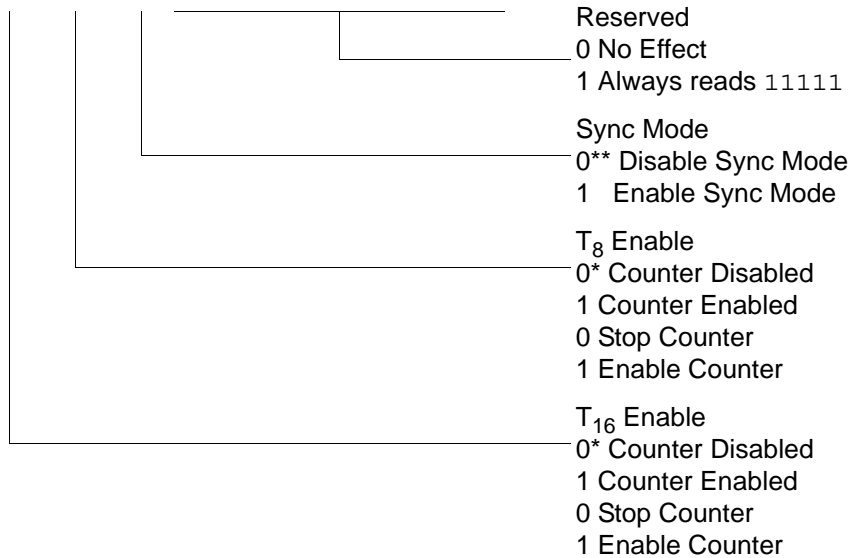 Reserved
0 No Effect
1 Always reads 11111
Sync Mode
0** Disable Sync Mode
1 Enable Sync Mode
T8 Enable
0* Counter Disabled
1 Counter Enabled
0 Stop Counter
1 Enable Counter
T16 Enable
0* Counter Disabled
1 Counter Enabled
0 Stop Counter
1 Enable Counter